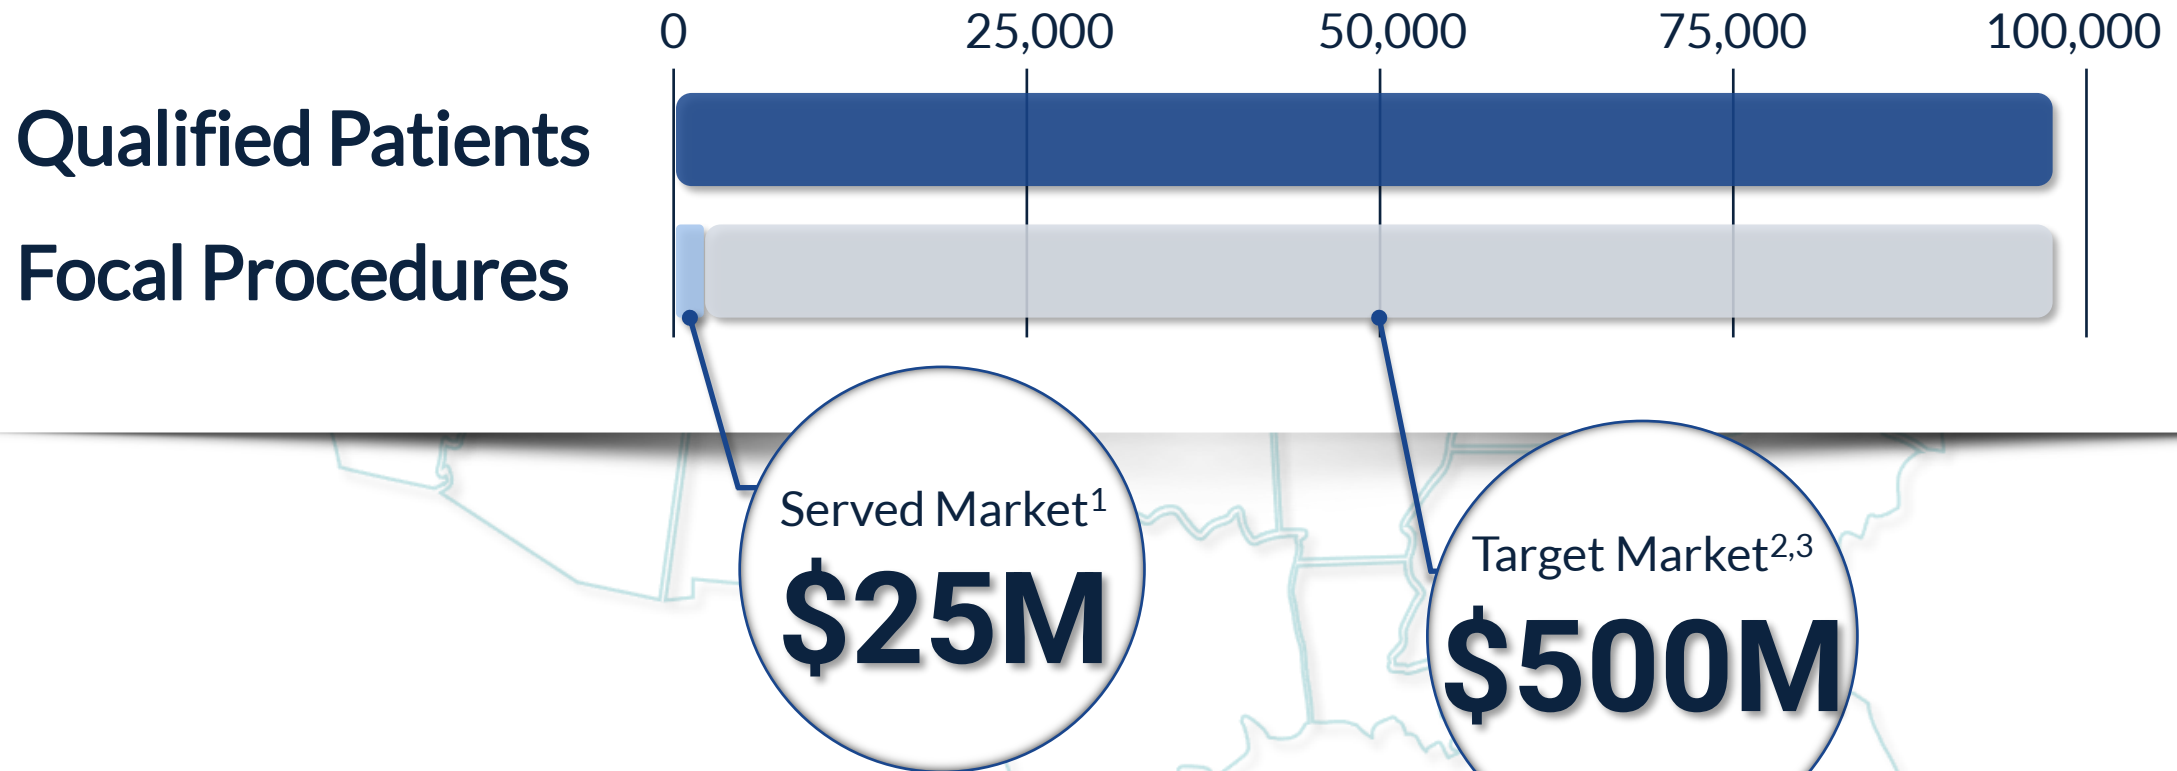 0 25,000 50,000 75,000 100,000
Qualified Patients
Focal Procedures
Served Market¹
$25M
Target Market²,³
$500M